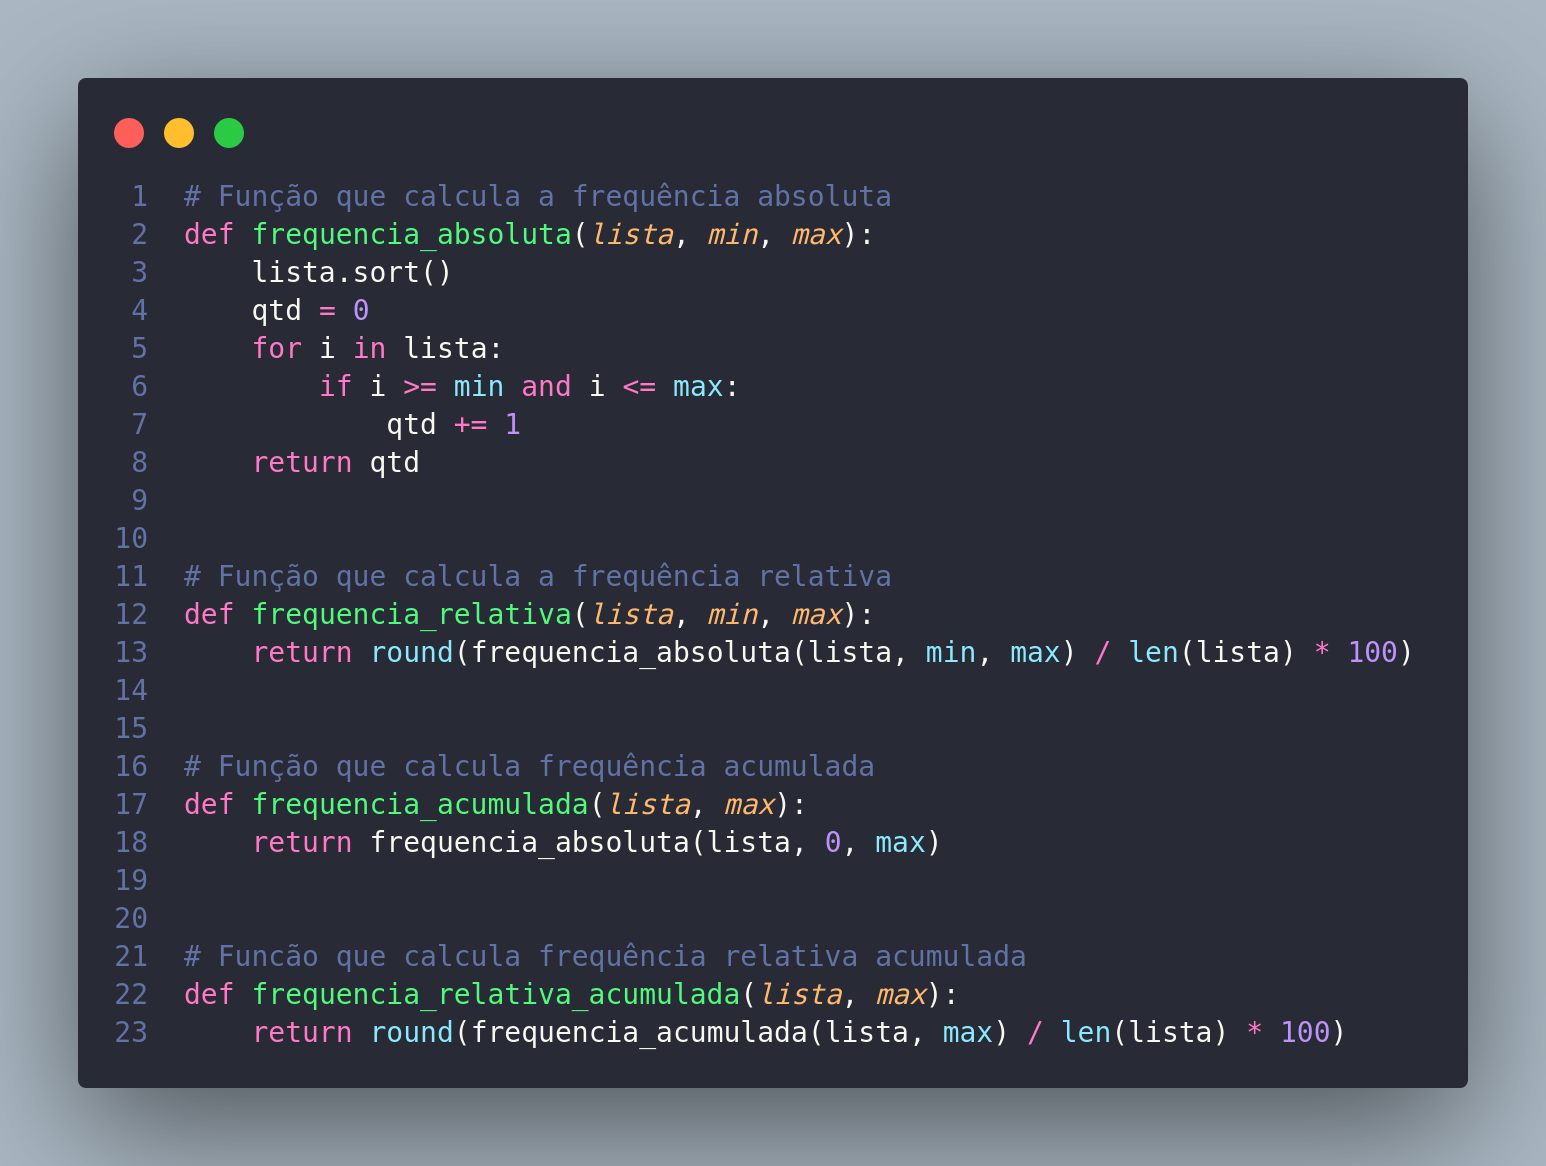 1 # Função que calcula a frequência absoluta
2 def frequencia_absoluta(lista, min, max):
3     lista.sort()
4     qtd = 0
5     for i in lista:
6         if i >= min and i <= max:
7             qtd += 1
8     return qtd
9
10
11 # Função que calcula a frequência relativa
12 def frequencia_relativa(lista, min, max):
13     return round(frequencia_absoluta(lista, min, max) / len(lista) * 100)
14
15
16 # Função que calcula frequência acumulada
17 def frequencia_acumulada(lista, max):
18     return frequencia_absoluta(lista, 0, max)
19
20
21 # Funcão que calcula frequência relativa acumulada
22 def frequencia_relativa_acumulada(lista, max):
23     return round(frequencia_acumulada(lista, max) / len(lista) * 100)